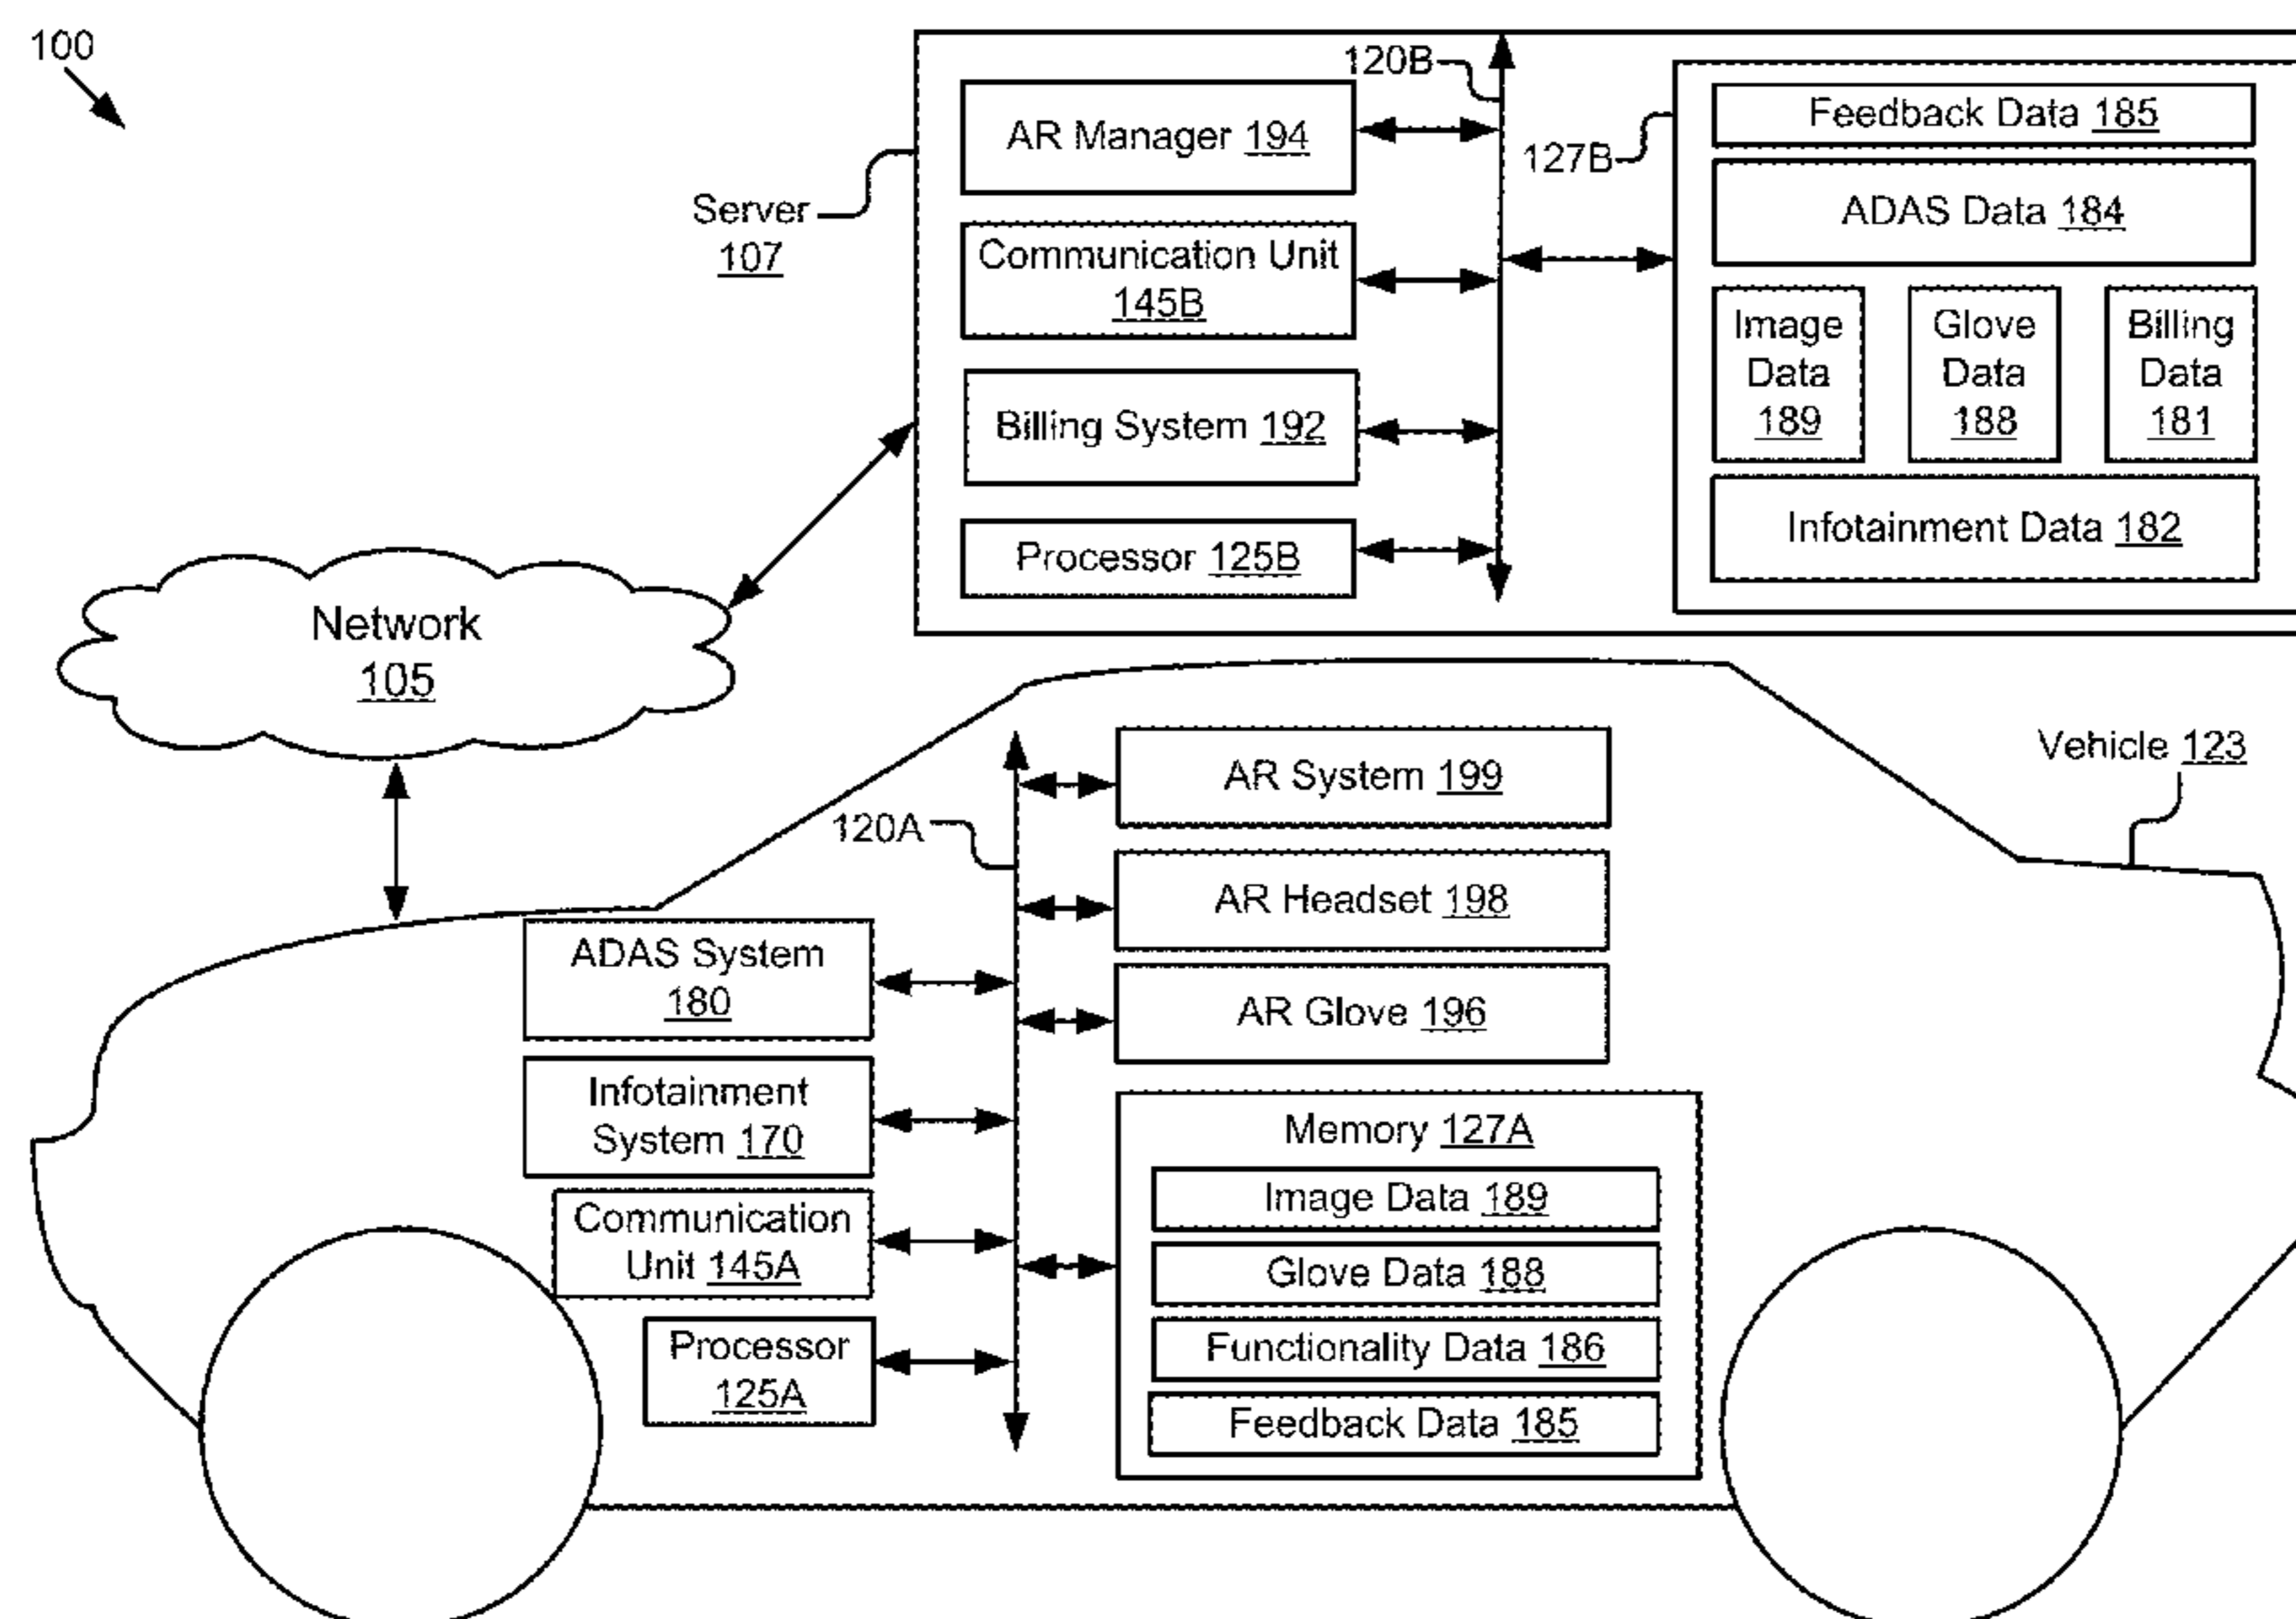 100
120B
AR Manager 194
Feedback Data 185
127B
ADAS Data 184
Server
107
Communication Unit
145B
Image
Data
189
Glove
Data
188
Billing
Data
181
Billing System 192
Infotainment Data 182
Processor 125B
Network
105
Vehicle 123
AR System 199
120A
AR Headset 198
ADAS System
180
AR Glove 196
Infotainment
System 170
Memory 127A
Image Data 189
Communication
Unit 145A
Glove Data 188
Functionality Data 186
Processor
125A
Feedback Data 185